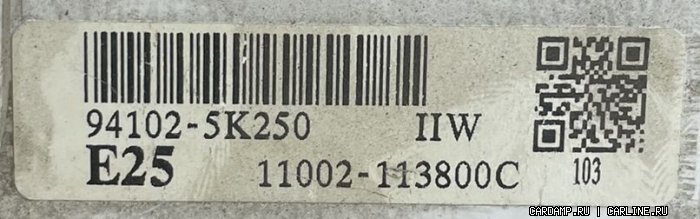 94102-5K250 IIW
E25 11002-113800C
103
CARDAMP.RU | CARLINE.RU